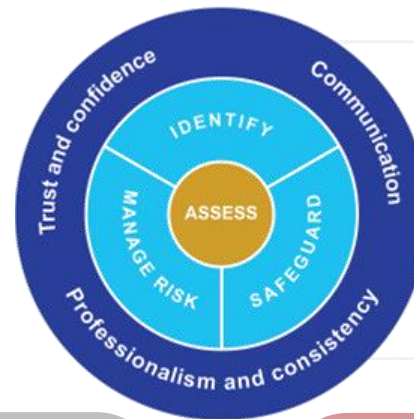 Trust and confidence
Communication
Professionalism and consistency
IDENTIFY
MANAGE RISK
SAFEGUARD
ASSESS